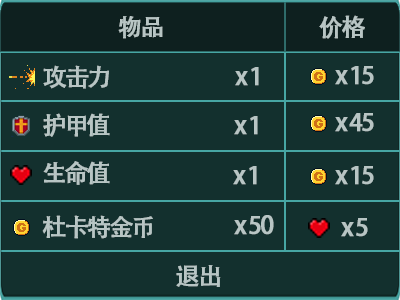 物品 价格
攻击力 x1 x15
护甲值 x1 x45
生命值 x1 x15
杜卡特金币 x50 x5
退出